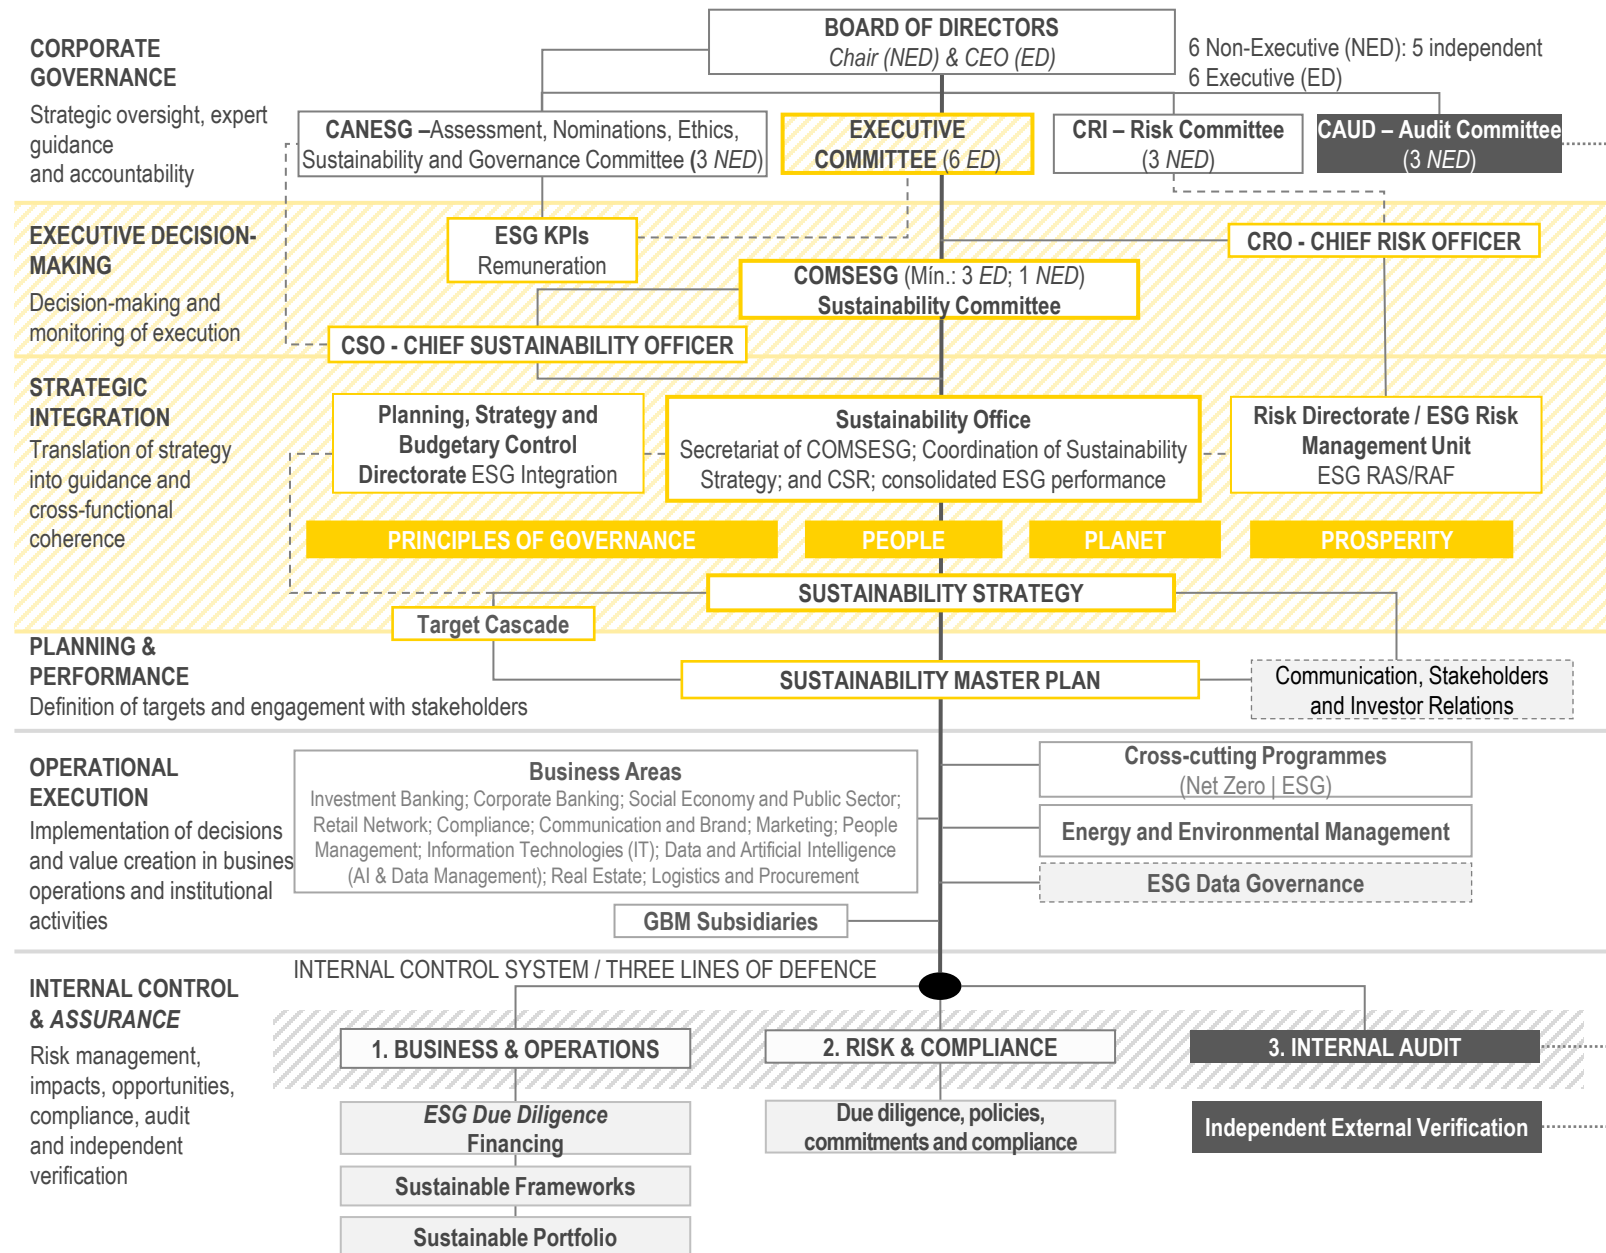 BOARD OF DIRECTORS
Chair (NED) & CEO (ED)
6 Non-Executive (NED): 5 independent
6 Executive (ED)
CORPORATE
GOVERNANCE
Strategic oversight, expert
guidance
and accountability
CANESG –Assessment, Nominations, Ethics,
Sustainability and Governance Committee (3 NED)
EXECUTIVE
COMMITTEE (6 ED)
CRI – Risk Committee
(3 NED)
CAUD – Audit Committee
(3 NED)
EXECUTIVE DECISION-
MAKING
Decision-making and
monitoring of execution
ESG KPIs
Remuneration
CRO - CHIEF RISK OFFICER
COMSESG (Mín.: 3 ED; 1 NED)
Sustainability Committee
CSO - CHIEF SUSTAINABILITY OFFICER
STRATEGIC
INTEGRATION
Translation of strategy
into guidance and
cross-functional
coherence
Planning, Strategy and
Budgetary Control
Directorate ESG Integration
Sustainability Office
Secretariat of COMSESG; Coordination of Sustainability
Strategy; and CSR; consolidated ESG performance
Risk Directorate / ESG Risk
Management Unit
ESG RAS/RAF
PRINCIPLES OF GOVERNANCE
PEOPLE
PLANET
PROSPERITY
SUSTAINABILITY STRATEGY
Target Cascade
PLANNING &
PERFORMANCE
Definition of targets and engagement with stakeholders
SUSTAINABILITY MASTER PLAN
Communication, Stakeholders
and Investor Relations
OPERATIONAL
EXECUTION
Implementation of decisions
and value creation in busines
operations and institutional
activities
Business Areas
Investment Banking; Corporate Banking; Social Economy and Public Sector;
Retail Network; Compliance; Communication and Brand; Marketing; People
Management; Information Technologies (IT); Data and Artificial Intelligence
(AI & Data Management); Real Estate; Logistics and Procurement
GBM Subsidiaries
Cross-cutting Programmes
(Net Zero | ESG)
Energy and Environmental Management
ESG Data Governance
INTERNAL CONTROL SYSTEM / THREE LINES OF DEFENCE
INTERNAL CONTROL
& ASSURANCE
Risk management,
impacts, opportunities,
compliance, audit
and independent
verification
1. BUSINESS & OPERATIONS
2. RISK & COMPLIANCE
3. INTERNAL AUDIT
ESG Due Diligence
Financing
Due diligence, policies,
commitments and compliance
Independent External Verification
Sustainable Frameworks
Sustainable Portfolio